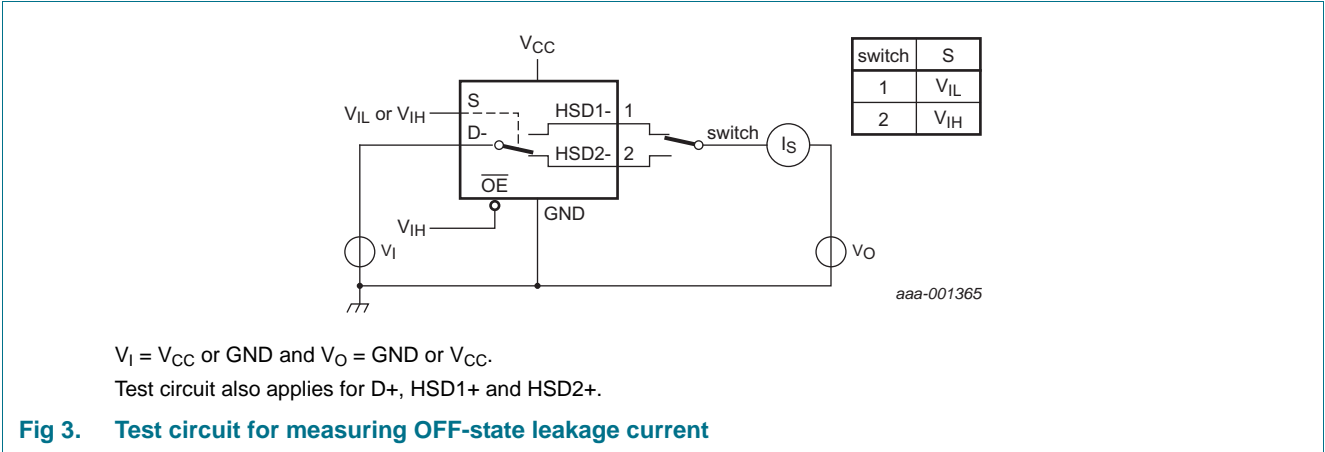 VCC
switch S
1 VIL
2 VIH
VIL or VIH
S
HSD1- 1
D-
switch
IS
HSD2- 2
OE
GND
VIH
VI
VO
aaa-001365
VI = VCC or GND and VO = GND or VCC.
Test circuit also applies for D+, HSD1+ and HSD2+.
Fig 3. Test circuit for measuring OFF-state leakage current